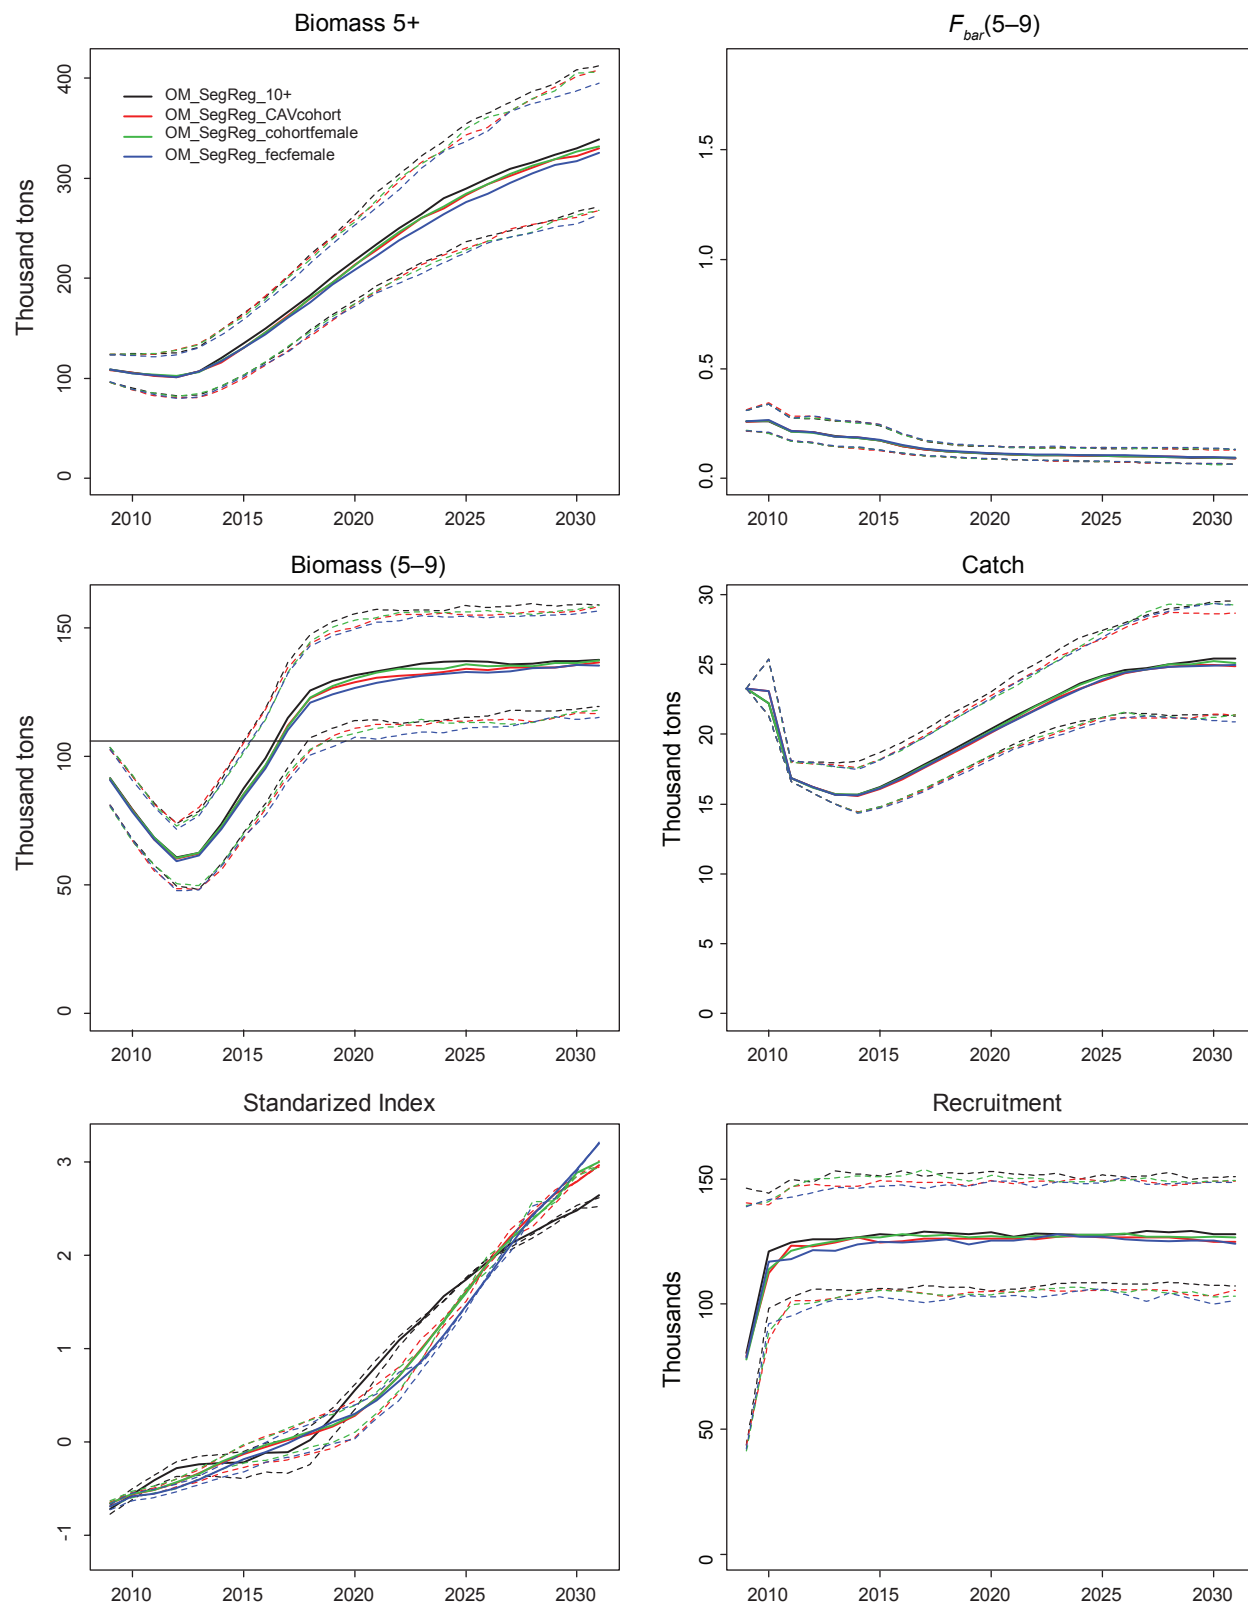 Biomass 5+
Thousand tons
400
300
200
100
0
OM_SegReg_10+
OM_SegReg_CAVcohort
OM_SegReg_cohortfemale
OM_SegReg_fecfemale
2010 2015 2020 2025 2030
F_bar(5–9)
1.5
1.0
0.5
0.0
2010 2015 2020 2025 2030
Biomass (5–9)
Thousand tons
150
100
50
0
2010 2015 2020 2025 2030
Catch
Thousand tons
30
25
20
15
10
5
0
2010 2015 2020 2025 2030
Standarized Index
3
2
1
0
-1
2010 2015 2020 2025 2030
Recruitment
Thousands
150
100
50
0
2010 2015 2020 2025 2030